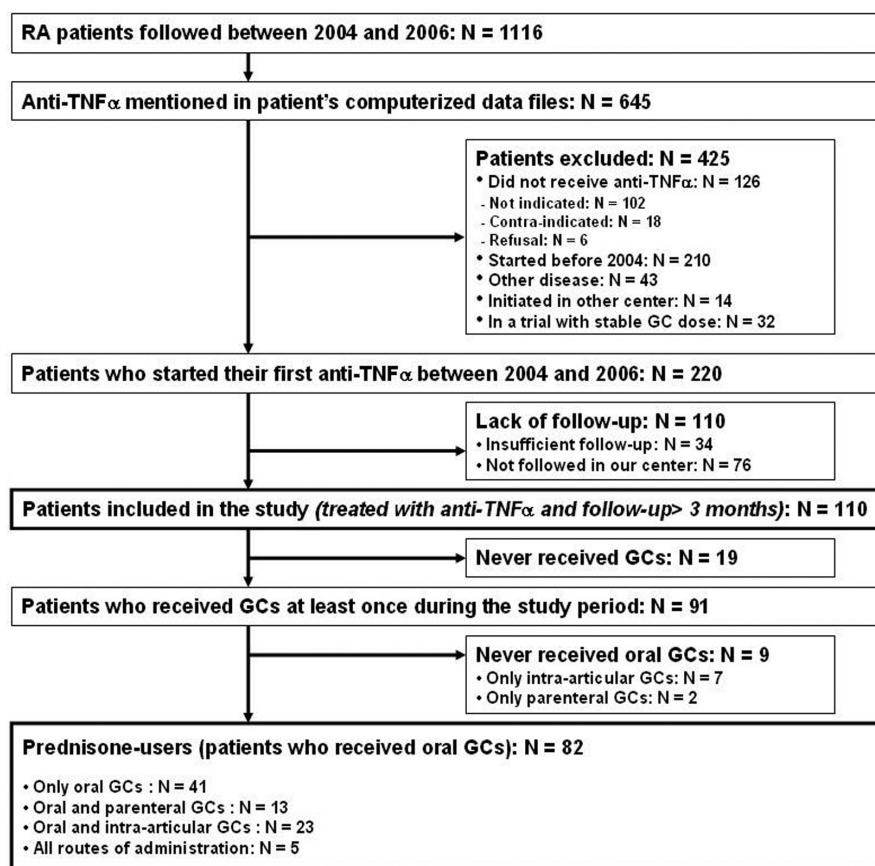 RA patients followed between 2004 and 2006: N = 1116
Anti-TNFα mentioned in patient's computerized data files: N = 645
Patients excluded: N = 425
• Did not receive anti-TNFα: N = 126
- Not indicated: N = 102
- Contra-indicated: N = 18
- Refusal: N = 6
• Started before 2004: N = 210
• Other disease: N = 43
• Initiated in other center: N = 14
• In a trial with stable GC dose: N = 32
Patients who started their first anti-TNFα between 2004 and 2006: N = 220
Lack of follow-up: N = 110
• Insufficient follow-up: N = 34
• Not followed in our center: N = 76
Patients included in the study (treated with anti-TNFα and follow-up> 3 months): N = 110
Never received GCs: N = 19
Patients who received GCs at least once during the study period: N = 91
Never received oral GCs: N = 9
• Only intra-articular GCs: N = 7
• Only parenteral GCs: N = 2
Prednisone-users (patients who received oral GCs): N = 82
• Only oral GCs : N = 41
• Oral and parenteral GCs : N = 13
• Oral and intra-articular GCs : N = 23
• All routes of administration: N = 5